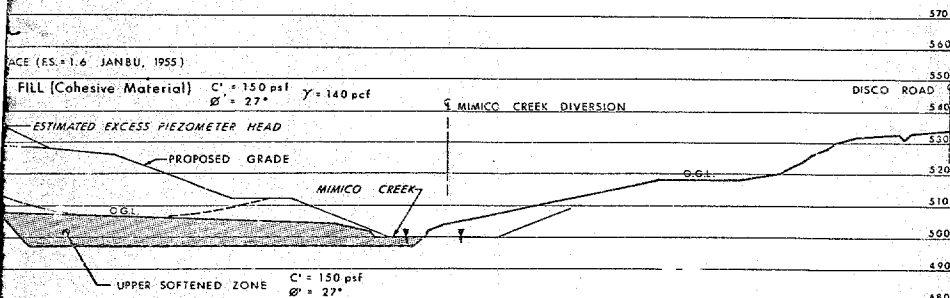 570
560
ACE (F.S. = 1.6 JANBU, 1955)
550
FILL (Cohesive Material) C' = 150 psf γ = 140 pcf
Ø' = 27°
DISCO ROAD
℄ MIMICO CREEK DIVERSION
540
ESTIMATED EXCESS PIEZOMETER HEAD
530
PROPOSED GRADE
520
MIMICO CREEK
O.G.L.
510
O.G.L.
500
490
UPPER SOFTENED ZONE C' = 150 psf
Ø' = 27°
480